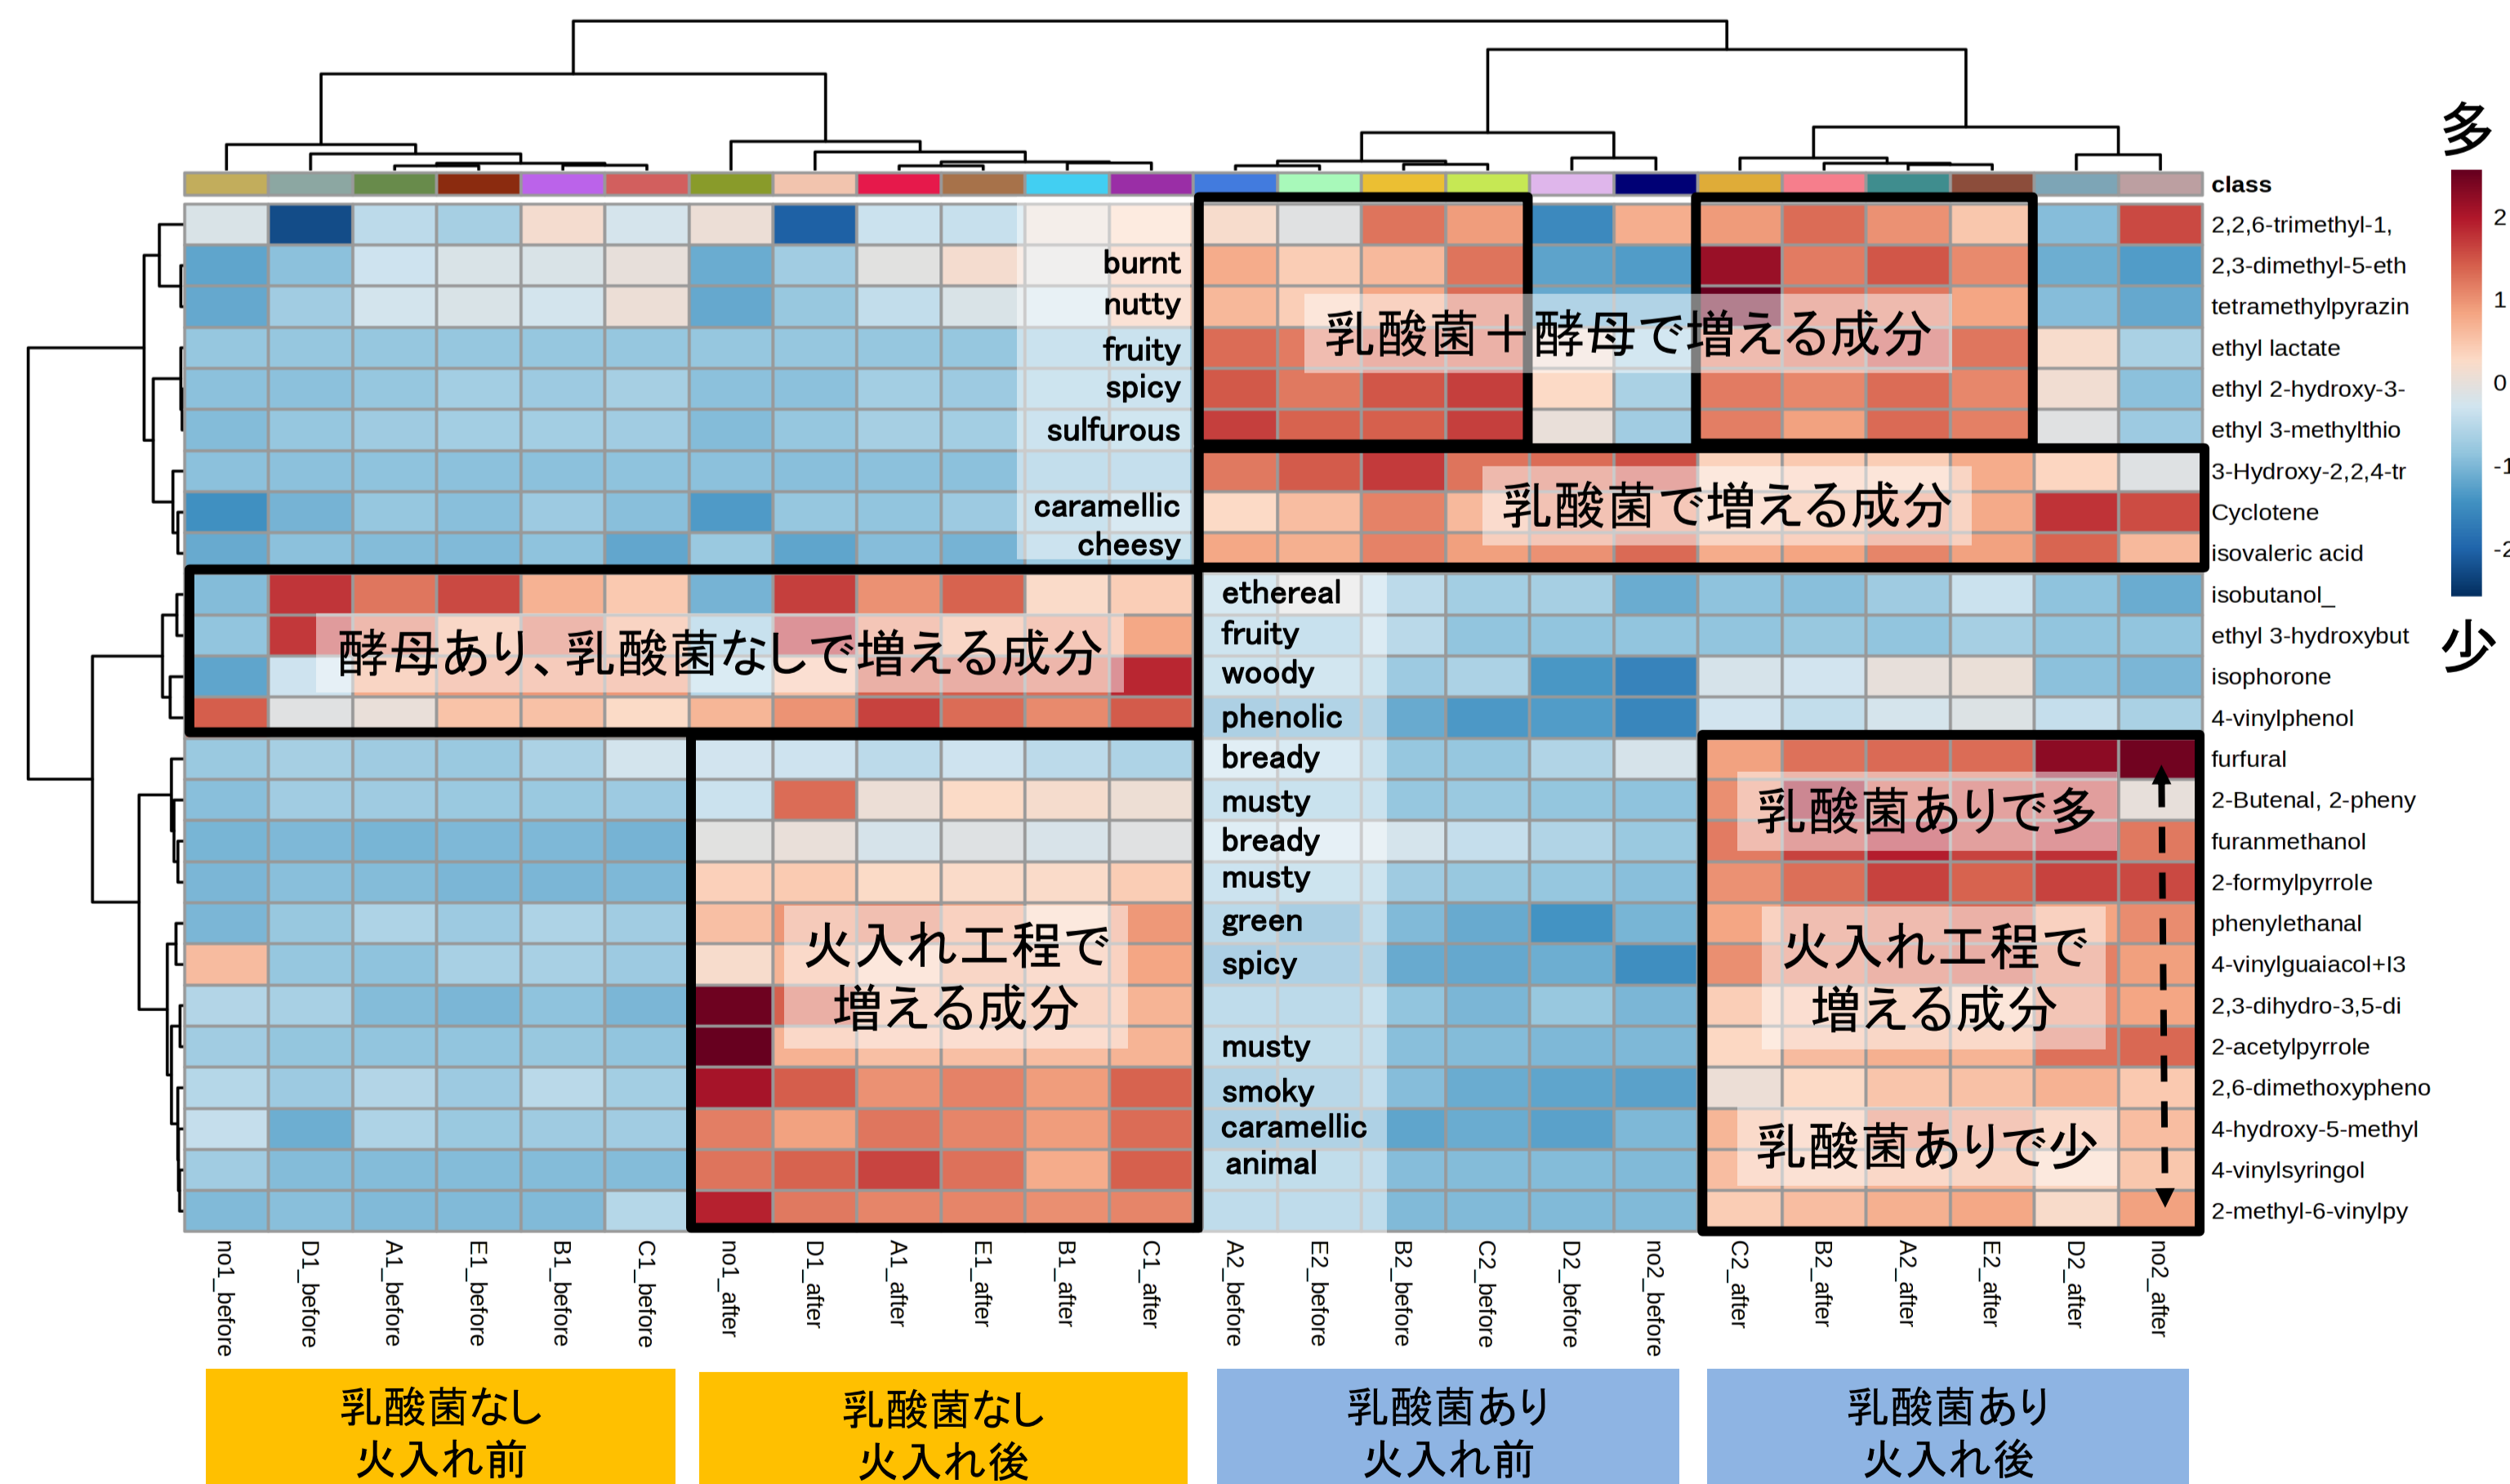 多
class
2,2,6-trimethyl-1,
2
burnt
2,3-dimethyl-5-eth
nutty
tetramethylpyrazin
1
乳酸菌＋酵母で増える成分
fruity
ethyl lactate
spicy
ethyl 2-hydroxy-3-
0
sulfurous
ethyl 3-methylthio
3-Hydroxy-2,2,4-tr
-1
乳酸菌で増える成分
caramellic
Cyclotene
cheesy
isovaleric acid
-2
ethereal
isobutanol_
少
酵母あり、乳酸菌なしで増える成分
fruity
ethyl 3-hydroxybut
woody
isophorone
phenolic
4-vinylphenol
bready
furfural
乳酸菌ありで多
musty
2-Butenal, 2-pheny
bready
furanmethanol
musty
2-formylpyrrole
green
phenylethanal
火入れ工程で
増える成分
火入れ工程で
増える成分
spicy
4-vinylguaiacol+I3
2,3-dihydro-3,5-di
musty
2-acetylpyrrole
smoky
2,6-dimethoxypheno
caramellic
4-hydroxy-5-methyl
乳酸菌ありで少
animal
4-vinylsyringol
2-methyl-6-vinylpy
no1_before
D1_before
A1_before
E1_before
B1_before
C1_before
no1_after
D1_after
A1_after
E1_after
B1_after
C1_after
A2_before
E2_before
B2_before
C2_before
D2_before
no2_before
C2_after
B2_after
A2_after
E2_after
D2_after
no2_after
乳酸菌なし
火入れ前
乳酸菌なし
火入れ後
乳酸菌あり
火入れ前
乳酸菌あり
火入れ後